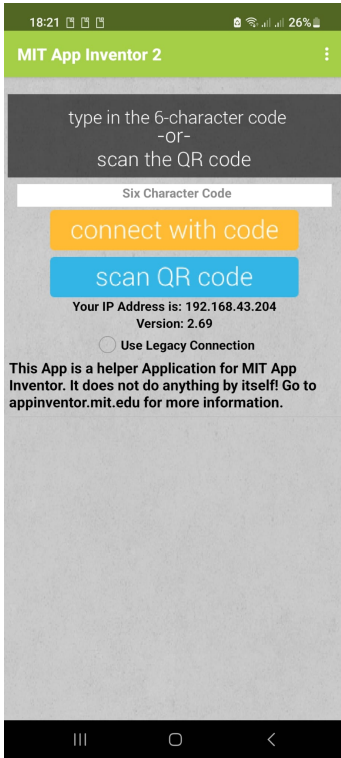 18:21 26%
MIT App Inventor 2
type in the 6-character code
-or-
scan the QR code
Six Character Code
connect with code
scan QR code
Your IP Address is: 192.168.43.204
Version: 2.69
Use Legacy Connection
This App is a helper Application for MIT App
Inventor. It does not do anything by itself! Go to
appinventor.mit.edu for more information.